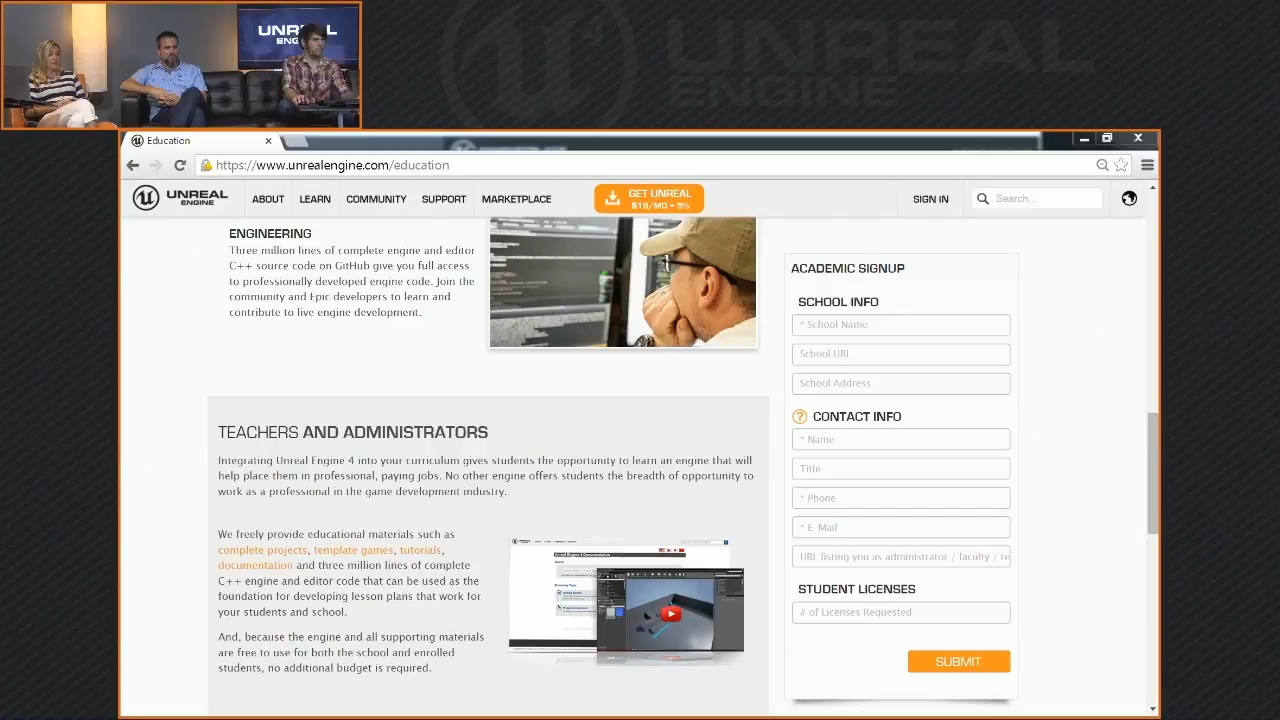 UNREAL
ENGINE
UNREAL
ENGINE
Education
https://www.unrealengine.com/education
UNREAL
ENGINE
ABOUT
LEARN
COMMUNITY
SUPPORT
MARKETPLACE
GET UNREAL
$19/MO + 5%
SIGN IN
Search...
ENGINEERING
Three million lines of complete engine and editor
C++ source code on GitHub give you full access
to professionally developed engine code. Join the
community and Epic developers to learn and
contribute to live engine development.
TEACHERS AND ADMINISTRATORS
Integrating Unreal Engine 4 into your curriculum gives students the opportunity to learn an engine that will
help place them in professional, paying jobs. No other engine offers students the breadth of opportunity to
work as a professional in the game development industry.
We freely provide educational materials such as
complete projects, template games, tutorials,
documentation and three million lines of complete
C++ engine and editor code that can be used as the
foundation for developing lesson plans that work for
your students and school.
And, because the engine and all supporting materials
are free to use for both the school and enrolled
students, no additional budget is required.
Unreal Engine 4 Documentation
ACADEMIC SIGNUP
SCHOOL INFO
* School Name
School URL
School Address
? CONTACT INFO
* Name
Title
* Phone
* E-Mail
URL listing you as administrator / faculty / te
STUDENT LICENSES
# of Licenses Requested
SUBMIT